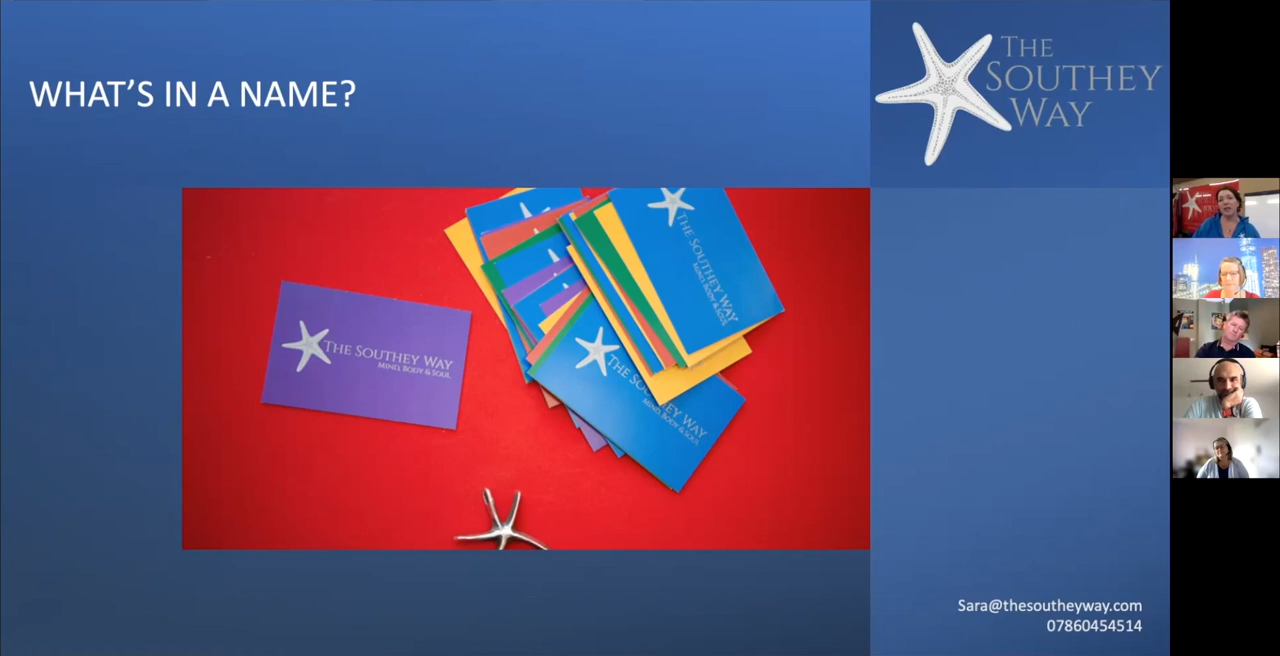 WHAT'S IN A NAME?
THE
SOUTHEY
WAY
THE SOUTHEY WAY
MIND, BODY & SOUL
THE SOUTHEY WAY
MIND, BODY & SOUL
THE SOU
WAY
MIND, BODY & SOUL
Sara@thesoutheyway.com
07860454514